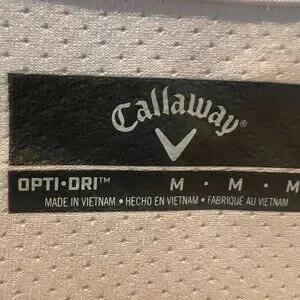 Callaway®
OPTI•DRI™ M • M • M
MADE IN VIETNAM • HECHO EN VIETNAM • FABRIQUÉ AU VIETNAM